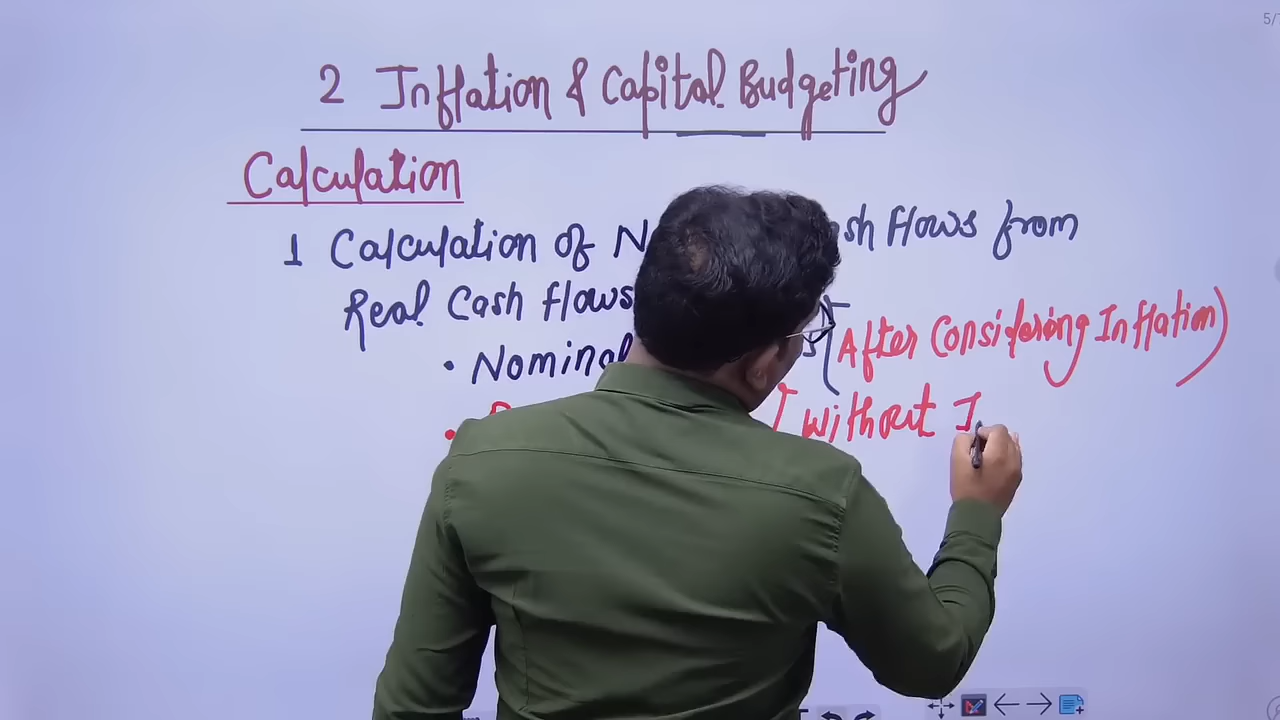 5/
2 Inflation & Capital Budgeting
Calculation
1 Calculation of N sh flows from
Real Cash flows
• Nominal s (After Considering Inflation)
• without I